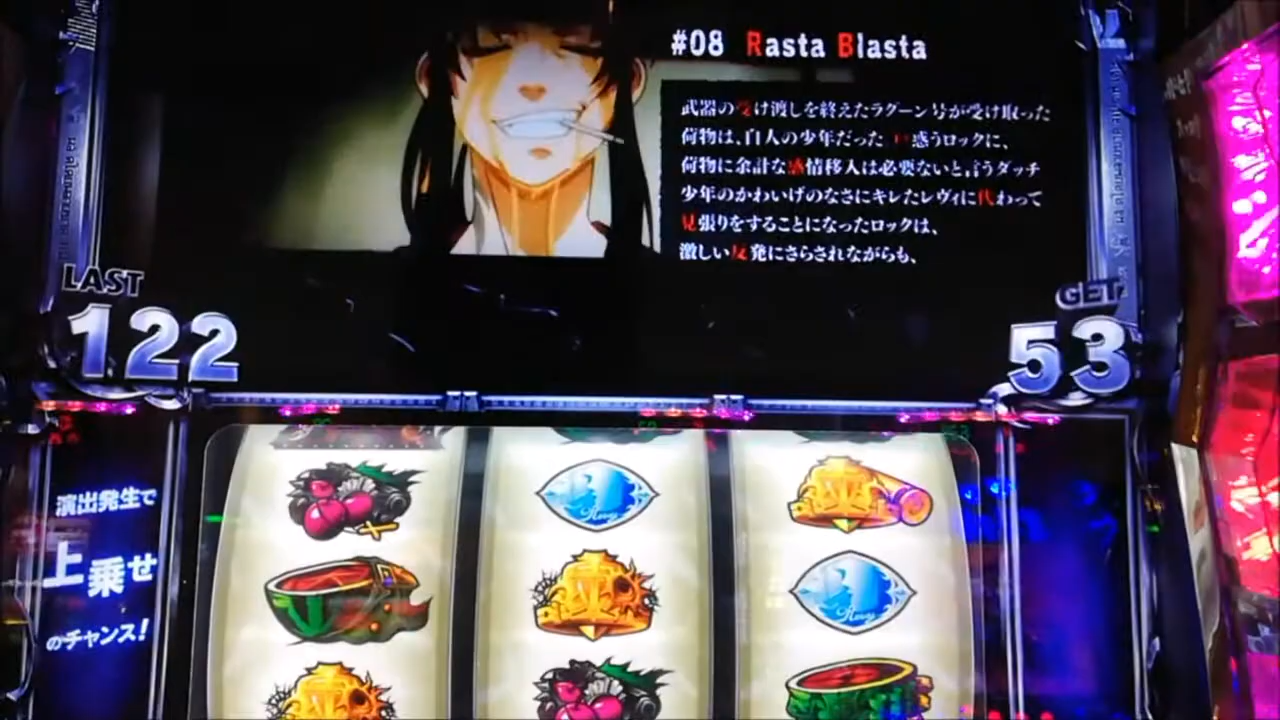 #08 Rasta Blasta
武器の受け渡しを終えたラグーン号が受け取った
荷物は、白人の少年だった 戸惑うロックに、
荷物に余計な感情移入は必要ないと言うダッチ
少年のかわいげのなさにキレたレヴィに代わって
見張りをすることになったロックは、
激しい反発にさらされながらも、
LAST
122
GET
53
演出発生で
上乗せ
のチャンス!
Revy
Revy